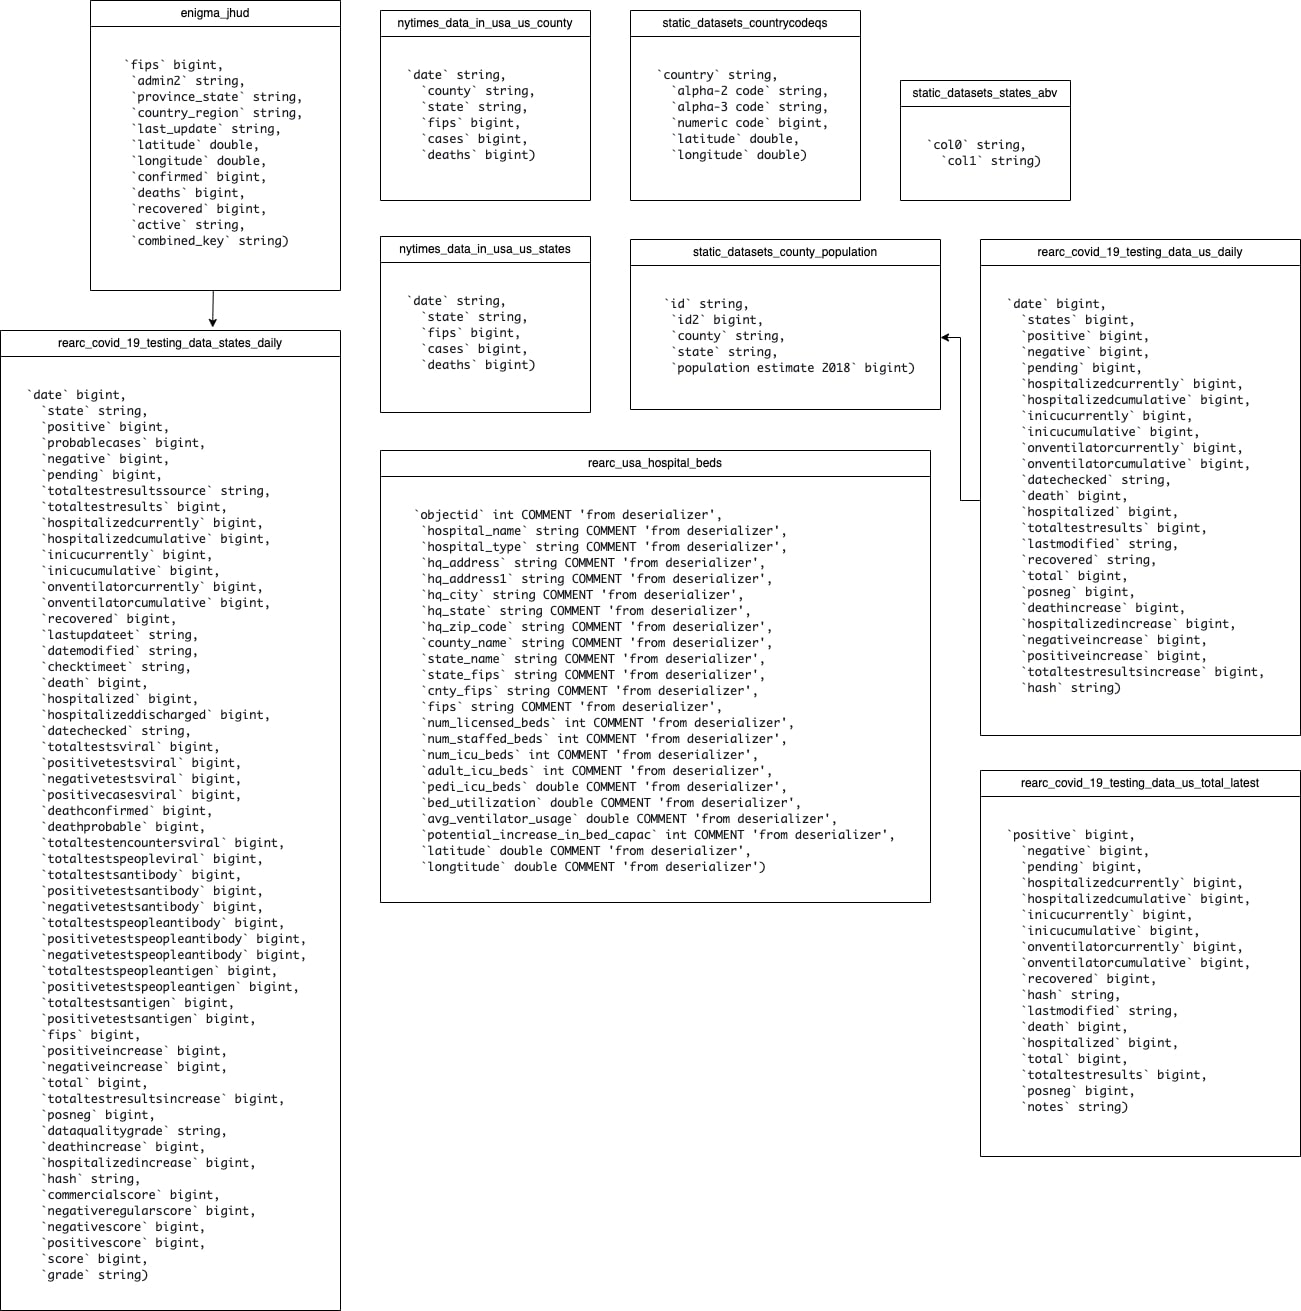 enigma_jhud
`fips` bigint,
`admin2` string,
`province_state` string,
`country_region` string,
`last_update` string,
`latitude` double,
`longitude` double,
`confirmed` bigint,
`deaths` bigint,
`recovered` bigint,
`active` string,
`combined_key` string)
nytimes_data_in_usa_us_county
`date` string,
`county` string,
`state` string,
`fips` bigint,
`cases` bigint,
`deaths` bigint)
static_datasets_countrycodeqs
`country` string,
`alpha-2 code` string,
`alpha-3 code` string,
`numeric code` bigint,
`latitude` double,
`longitude` double)
static_datasets_states_abv
`col0` string,
`col1` string)
nytimes_data_in_usa_us_states
`date` string,
`state` string,
`fips` bigint,
`cases` bigint,
`deaths` bigint)
static_datasets_county_population
`id` string,
`id2` bigint,
`county` string,
`state` string,
`population estimate 2018` bigint)
rearc_covid_19_testing_data_us_daily
`date` bigint,
`states` bigint,
`positive` bigint,
`negative` bigint,
`pending` bigint,
`hospitalizedcurrently` bigint,
`hospitalizedcumulative` bigint,
`inicucurrently` bigint,
`inicucumulative` bigint,
`onventilatorcurrently` bigint,
`onventilatorcumulative` bigint,
`datechecked` string,
`death` bigint,
`hospitalized` bigint,
`totaltestresults` bigint,
`lastmodified` string,
`recovered` string,
`total` bigint,
`posneg` bigint,
`deathincrease` bigint,
`hospitalizedincrease` bigint,
`negativeincrease` bigint,
`positiveincrease` bigint,
`totaltestresultsincrease` bigint,
`hash` string)
rearc_covid_19_testing_data_states_daily
`date` bigint,
`state` string,
`positive` bigint,
`probablecases` bigint,
`negative` bigint,
`pending` bigint,
`totaltestresultssource` string,
`totaltestresults` bigint,
`hospitalizedcurrently` bigint,
`hospitalizedcumulative` bigint,
`inicucurrently` bigint,
`inicucumulative` bigint,
`onventilatorcurrently` bigint,
`onventilatorcumulative` bigint,
`recovered` bigint,
`lastupdateet` string,
`datemodified` string,
`checktimeet` string,
`death` bigint,
`hospitalized` bigint,
`hospitalizeddischarged` bigint,
`datechecked` string,
`totaltestsviral` bigint,
`positivetestsviral` bigint,
`negativetestsviral` bigint,
`positivecasesviral` bigint,
`deathconfirmed` bigint,
`deathprobable` bigint,
`totaltestencountersviral` bigint,
`totaltestspeopleviral` bigint,
`totaltestsantibody` bigint,
`positivetestsantibody` bigint,
`negativetestsantibody` bigint,
`totaltestspeopleantibody` bigint,
`positivetestspeopleantibody` bigint,
`negativetestspeopleantibody` bigint,
`totaltestspeopleantigen` bigint,
`positivetestspeopleantigen` bigint,
`totaltestsantigen` bigint,
`positivetestsantigen` bigint,
`fips` bigint,
`positiveincrease` bigint,
`negativeincrease` bigint,
`total` bigint,
`totaltestresultsincrease` bigint,
`posneg` bigint,
`dataqualitygrade` string,
`deathincrease` bigint,
`hospitalizedincrease` bigint,
`hash` string,
`commercialscore` bigint,
`negativeregularscore` bigint,
`negativescore` bigint,
`positivescore` bigint,
`score` bigint,
`grade` string)
rearc_usa_hospital_beds
`objectid` int COMMENT 'from deserializer',
`hospital_name` string COMMENT 'from deserializer',
`hospital_type` string COMMENT 'from deserializer',
`hq_address` string COMMENT 'from deserializer',
`hq_address1` string COMMENT 'from deserializer',
`hq_city` string COMMENT 'from deserializer',
`hq_state` string COMMENT 'from deserializer',
`hq_zip_code` string COMMENT 'from deserializer',
`county_name` string COMMENT 'from deserializer',
`state_name` string COMMENT 'from deserializer',
`state_fips` string COMMENT 'from deserializer',
`cnty_fips` string COMMENT 'from deserializer',
`fips` string COMMENT 'from deserializer',
`num_licensed_beds` int COMMENT 'from deserializer',
`num_staffed_beds` int COMMENT 'from deserializer',
`num_icu_beds` int COMMENT 'from deserializer',
`adult_icu_beds` int COMMENT 'from deserializer',
`pedi_icu_beds` double COMMENT 'from deserializer',
`bed_utilization` double COMMENT 'from deserializer',
`avg_ventilator_usage` double COMMENT 'from deserializer',
`potential_increase_in_bed_capac` int COMMENT 'from deserializer',
`latitude` double COMMENT 'from deserializer',
`longtitude` double COMMENT 'from deserializer')
rearc_covid_19_testing_data_us_total_latest
`positive` bigint,
`negative` bigint,
`pending` bigint,
`hospitalizedcurrently` bigint,
`hospitalizedcumulative` bigint,
`inicucurrently` bigint,
`inicucumulative` bigint,
`onventilatorcurrently` bigint,
`onventilatorcumulative` bigint,
`recovered` bigint,
`hash` string,
`lastmodified` string,
`death` bigint,
`hospitalized` bigint,
`total` bigint,
`totaltestresults` bigint,
`posneg` bigint,
`notes` string)